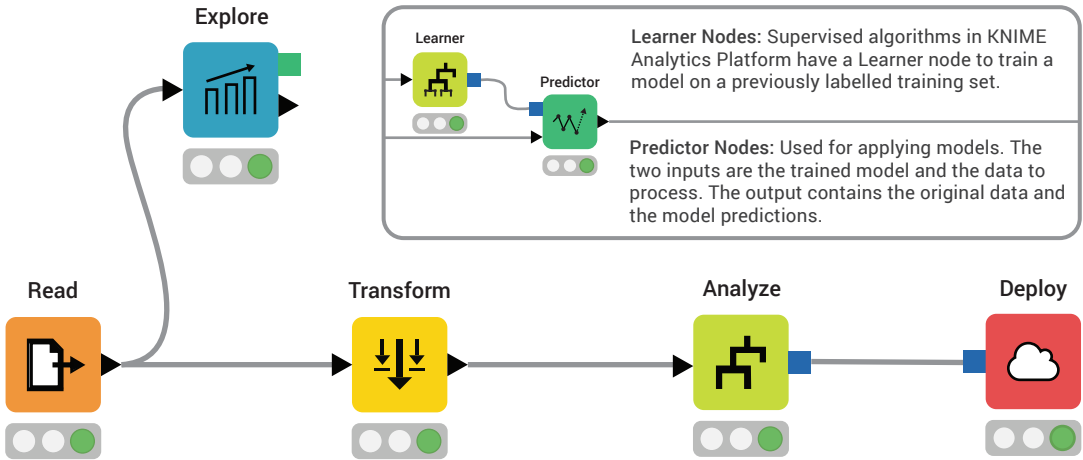 Explore
Learner
Predictor
Learner Nodes: Supervised algorithms in KNIME
Analytics Platform have a Learner node to train a
model on a previously labelled training set.
Predictor Nodes: Used for applying models. The
two inputs are the trained model and the data to
process. The output contains the original data and
the model predictions.
Read
Transform
Analyze
Deploy